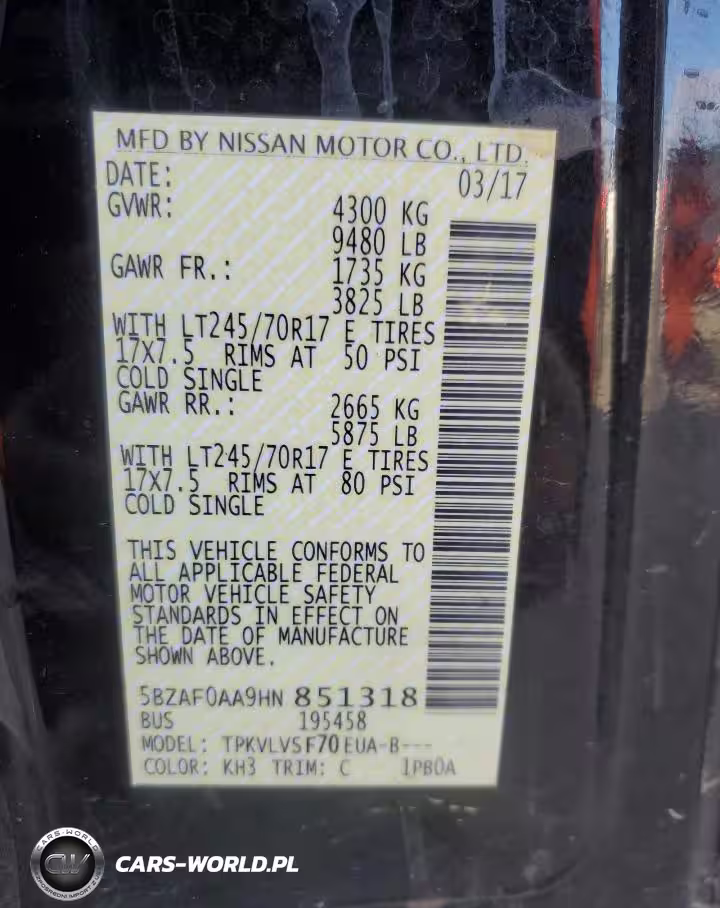 MFD BY NISSAN MOTOR CO., LTD.
DATE: 03/17
GVWR: 4300 KG
9480 LB
GAWR FR.: 1735 KG
3825 LB
WITH LT245/70R17 E TIRES
17X7.5 RIMS AT 50 PSI
COLD SINGLE
GAWR RR.: 2665 KG
5875 LB
WITH LT245/70R17 E TIRES
17X7.5 RIMS AT 80 PSI
COLD SINGLE
THIS VEHICLE CONFORMS TO
ALL APPLICABLE FEDERAL
MOTOR VEHICLE SAFETY
STANDARDS IN EFFECT ON
THE DATE OF MANUFACTURE
SHOWN ABOVE.
5BZAF0AA9HN 851318
BUS 195458
MODEL: TPKVLVSF70EUA-B---
COLOR: KH3 TRIM: C 1PB0A
CARS-WORLD
CW
CARS-WORLD.PL